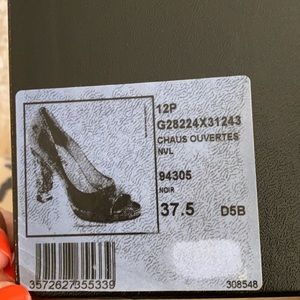 12P
G28224X31243
CHAUS OUVERTES
NVL
94305
NOIR
37.5 D5B
3572627355339
308548